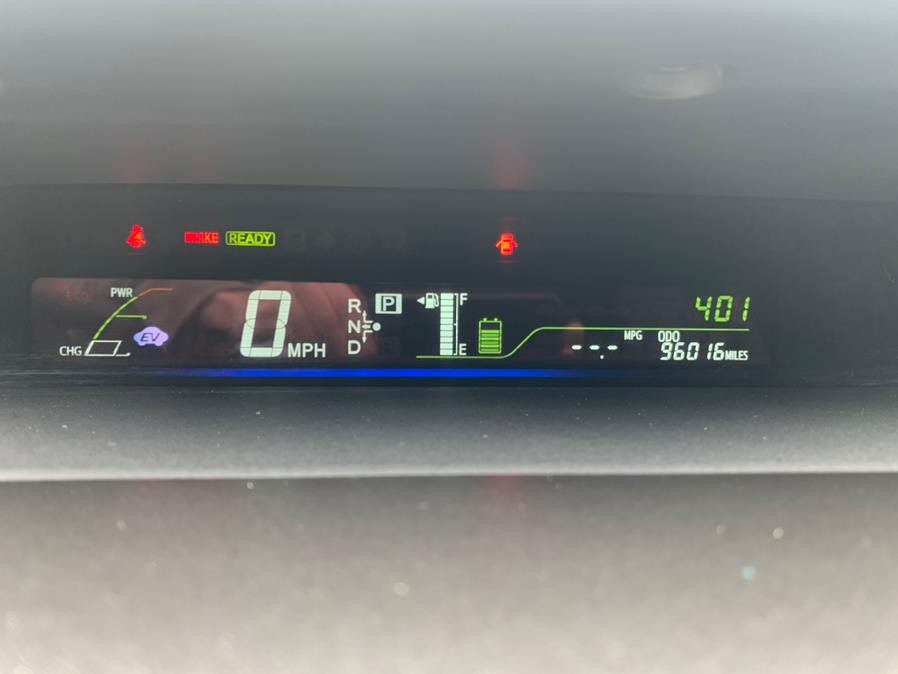 BRAKE READY
PWR
CHG
EV
0 MPH
R
N
D
P
F
E
401
--.- MPG
ODO
96016 MILES